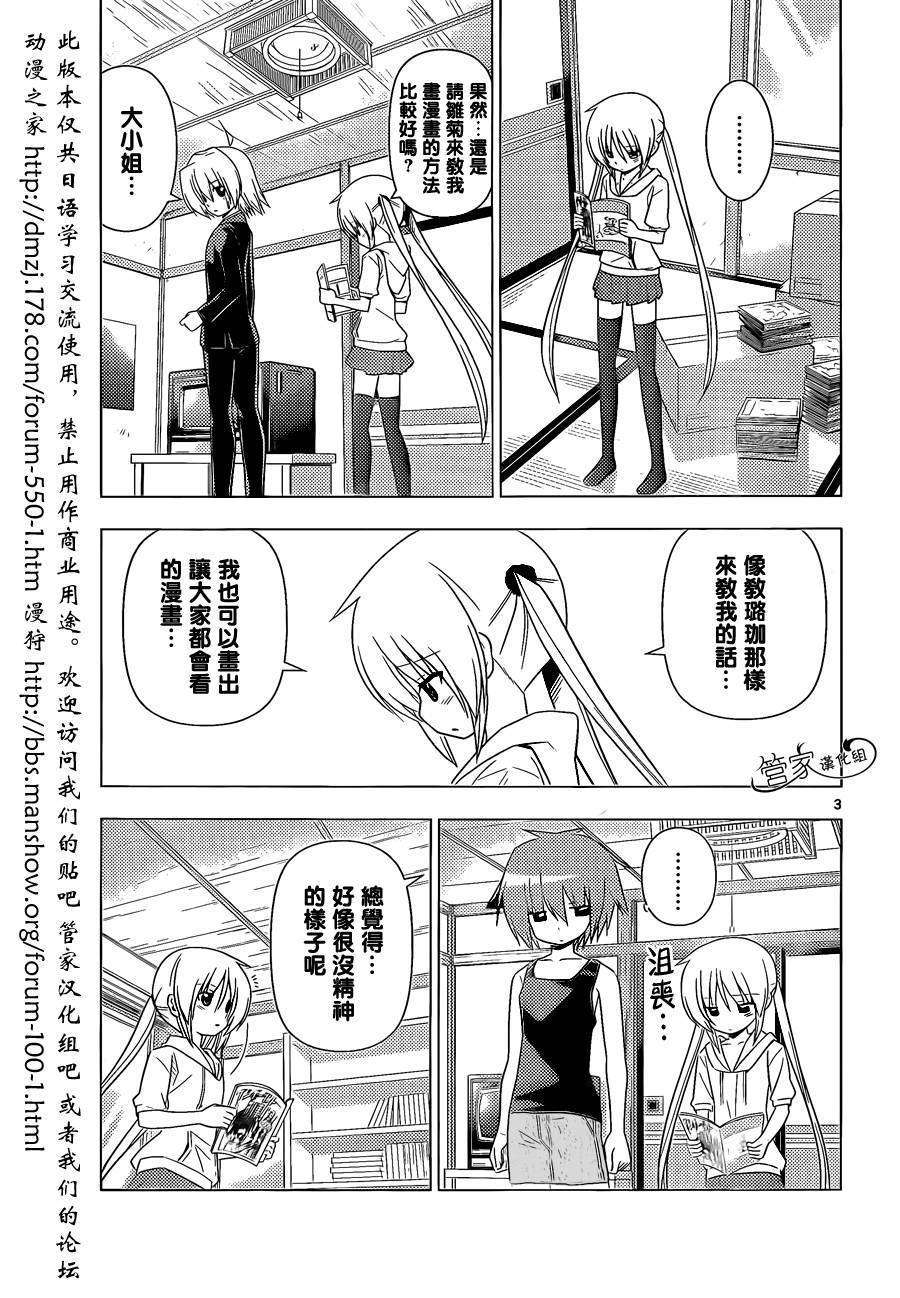 ………
果然…還是
請雛菊來教我
畫漫畫的方法
比較好嗎？
大小姐…
像教璐珈那樣
來教我的話…
我也可以畫出
讓大家都會看
的漫畫…
管家漢化組
3
………
沮喪…
總覺得…
好像很沒精神
的樣子呢
此版本仅共日语学习交流使用，禁止用作商业用途。欢迎访问我们的贴吧 管家汉化组吧 或者我们的论坛
动漫之家 http://dmzj.178.com/forum-550-1.htm 漫狩 http://bbs.manshow.org/forum-100-1.html